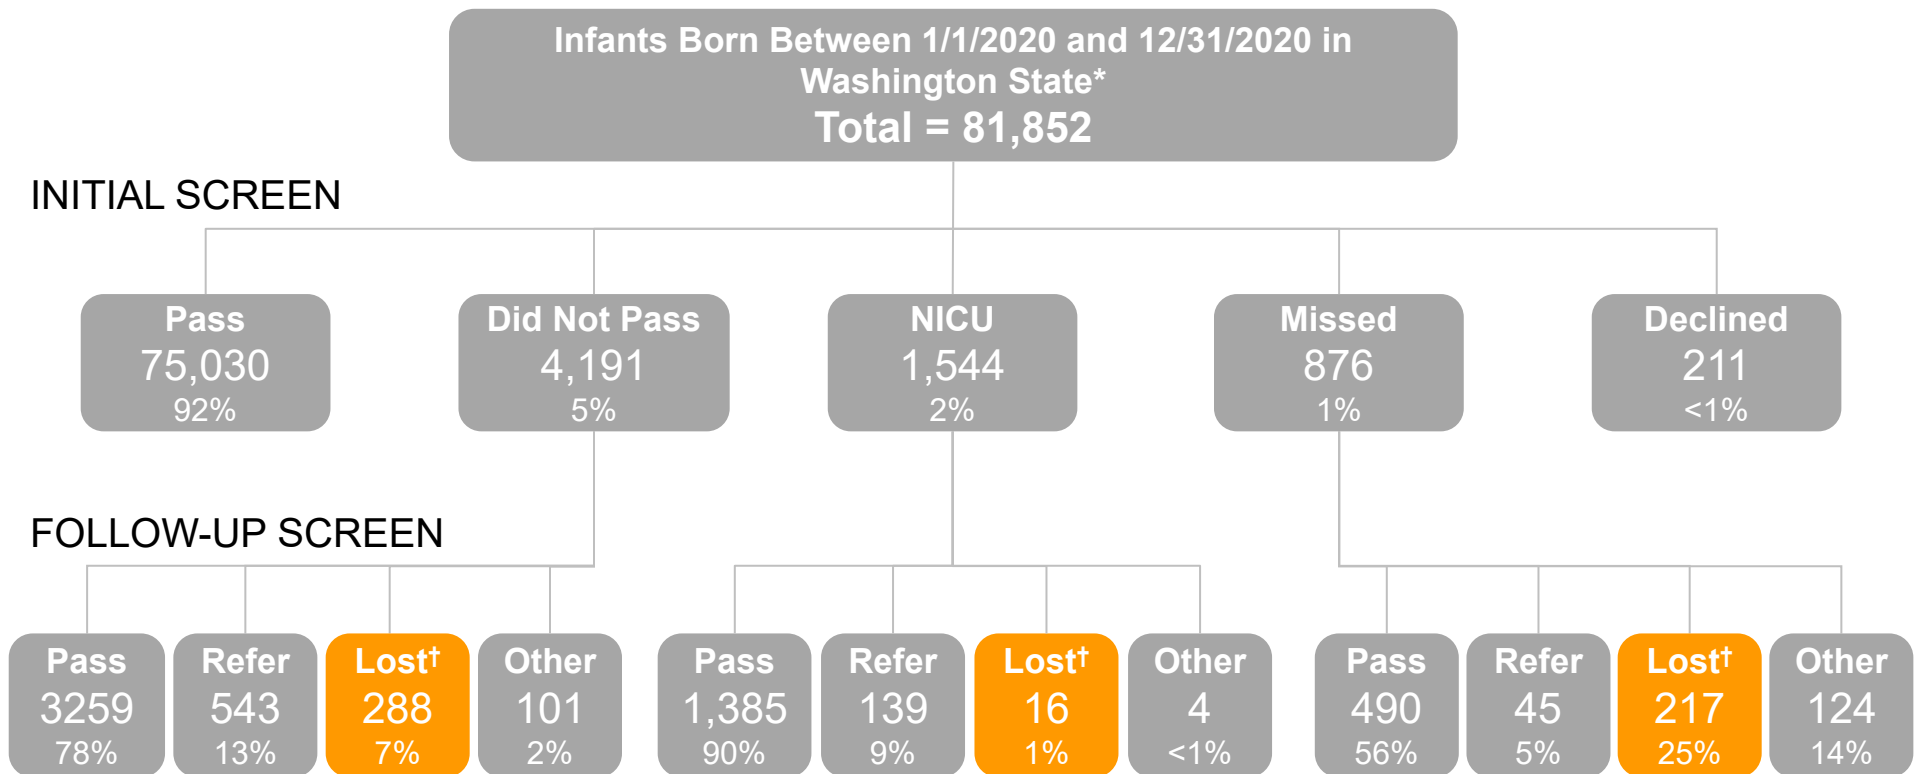 Infants Born Between 1/1/2020 and 12/31/2020 in
Washington State*
Total = 81,852
INITIAL SCREEN
Pass
75,030
92%
Did Not Pass
4,191
5%
NICU
1,544
2%
Missed
876
1%
Declined
211
<1%
FOLLOW-UP SCREEN
Pass
3259
78%
Refer
543
13%
Lost†
288
7%
Other
101
2%
Pass
1,385
90%
Refer
139
9%
Lost†
16
1%
Other
4
<1%
Pass
490
56%
Refer
45
5%
Lost†
217
25%
Other
124
14%